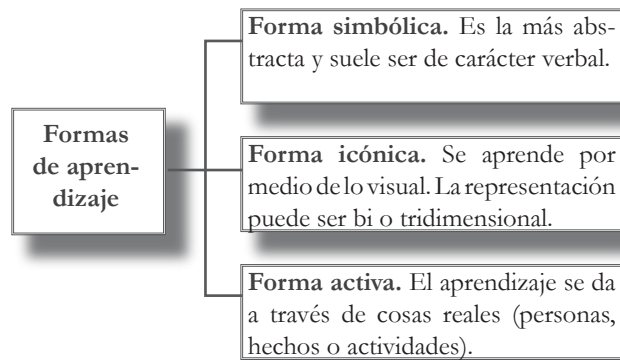 Formas
de apren-
dizaje
Forma simbólica. Es la más abs-
tracta y suele ser de carácter verbal.
Forma icónica. Se aprende por
medio de lo visual. La representación
puede ser bi o tridimensional.
Forma activa. El aprendizaje se da
a través de cosas reales (personas,
hechos o actividades).